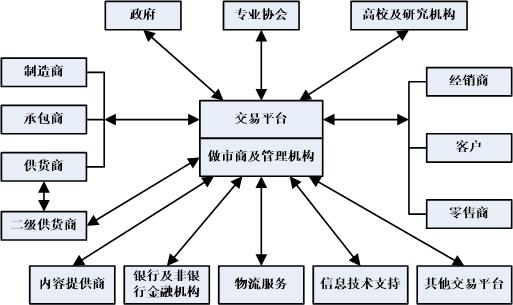 政府
专业协会
高校及研究机构
制造商
承包商
供货商
二级供货商
交易平台
做市商及管理机构
经销商
客户
零售商
内容提供商
银行及非银
行金融机构
物流服务
信息技术支持
其他交易平台